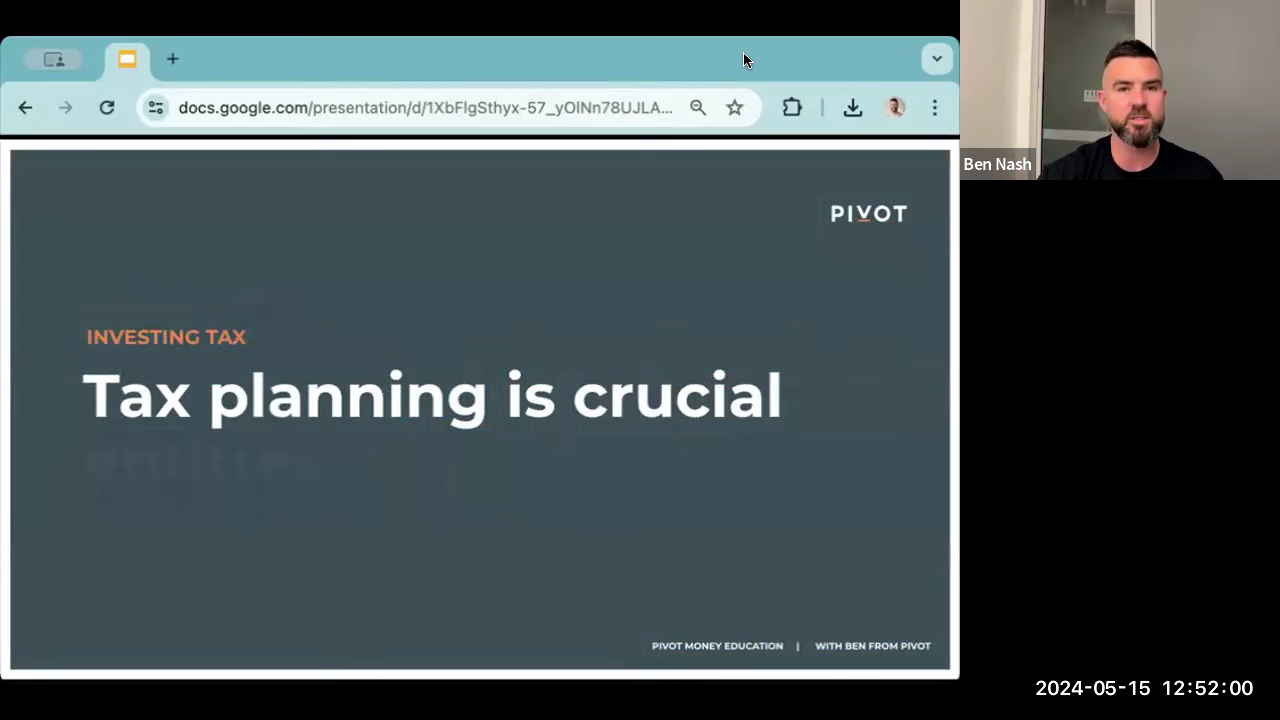 docs.google.com/presentation/d/1XbFIgSthyx-57_yOlNn78UJLA...
Ben Nash
PIVOT
INVESTING TAX
Tax planning is crucial
PIVOT MONEY EDUCATION | WITH BEN FROM PIVOT
2024-05-15 12:52:00